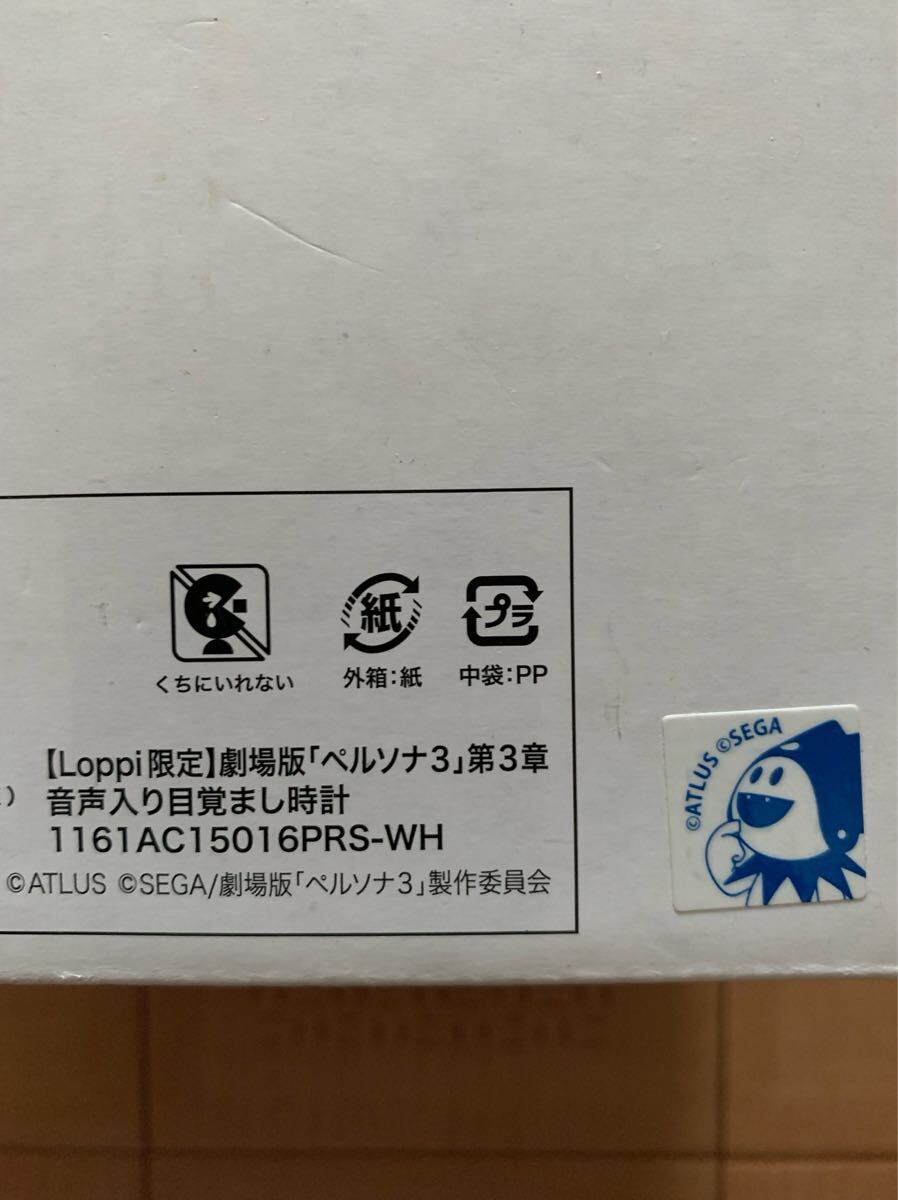 くちにいれない
紙
外箱:紙
プラ
中袋:PP
【Loppi限定】劇場版「ペルソナ3」第3章
音声入り目覚まし時計
1161AC15016PRS-WH
©ATLUS ©SEGA/劇場版「ペルソナ3」製作委員会
©ATLUS ©SEGA